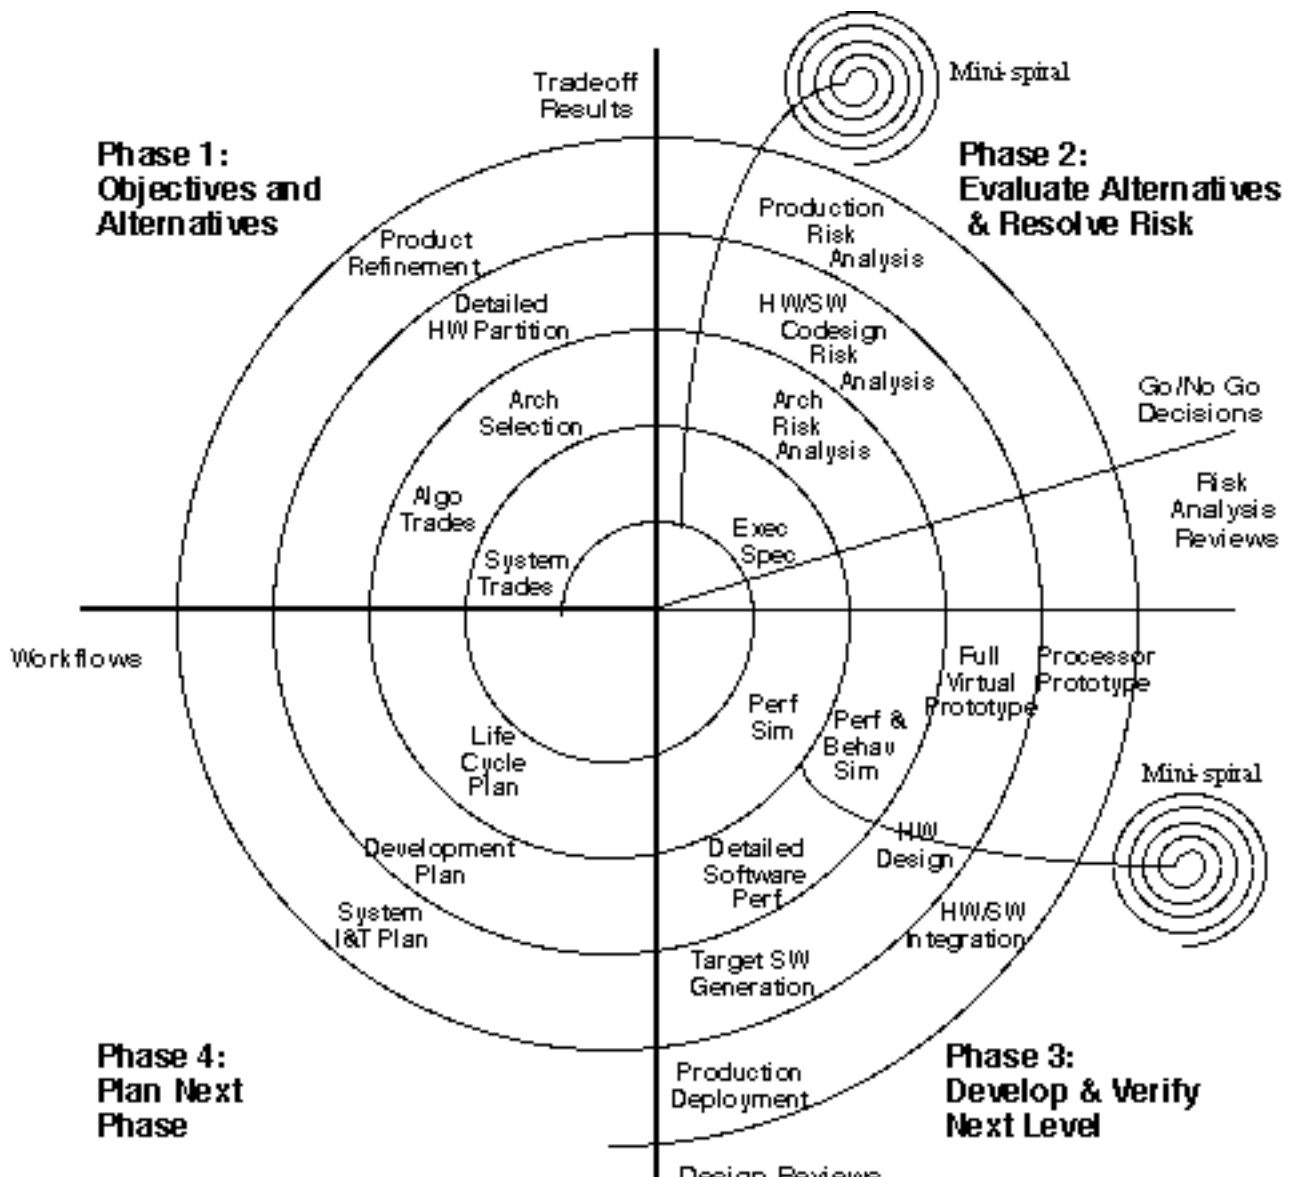 Tradeoff
Results
Mini-spiral
Phase 1:
Objectives and
Alternatives
Phase 2:
Evaluate Alternatives
& Resolve Risk
Product
Refinement
Production
Risk
Analysis
Detailed
HW Partition
HW/SW
Codesign
Risk
Analysis
Arch
Selection
Arch
Risk
Analysis
Go/No Go
Decisions
Algo
Trades
Risk
Analysis
Reviews
System
Trades
Exec
Spec
Workflows
Full
Virtual
Prototype
Processor
Prototype
Perf
Sim
Perf &
Behav
Sim
Life
Cycle
Plan
Mini-spiral
Development
Plan
Detailed
Software
Perf
HW
Design
System
I&T Plan
HW/SW
Integration
Target SW
Generation
Phase 4:
Plan Next
Phase
Production
Deployment
Phase 3:
Develop & Verify
Next Level
Design Reviews